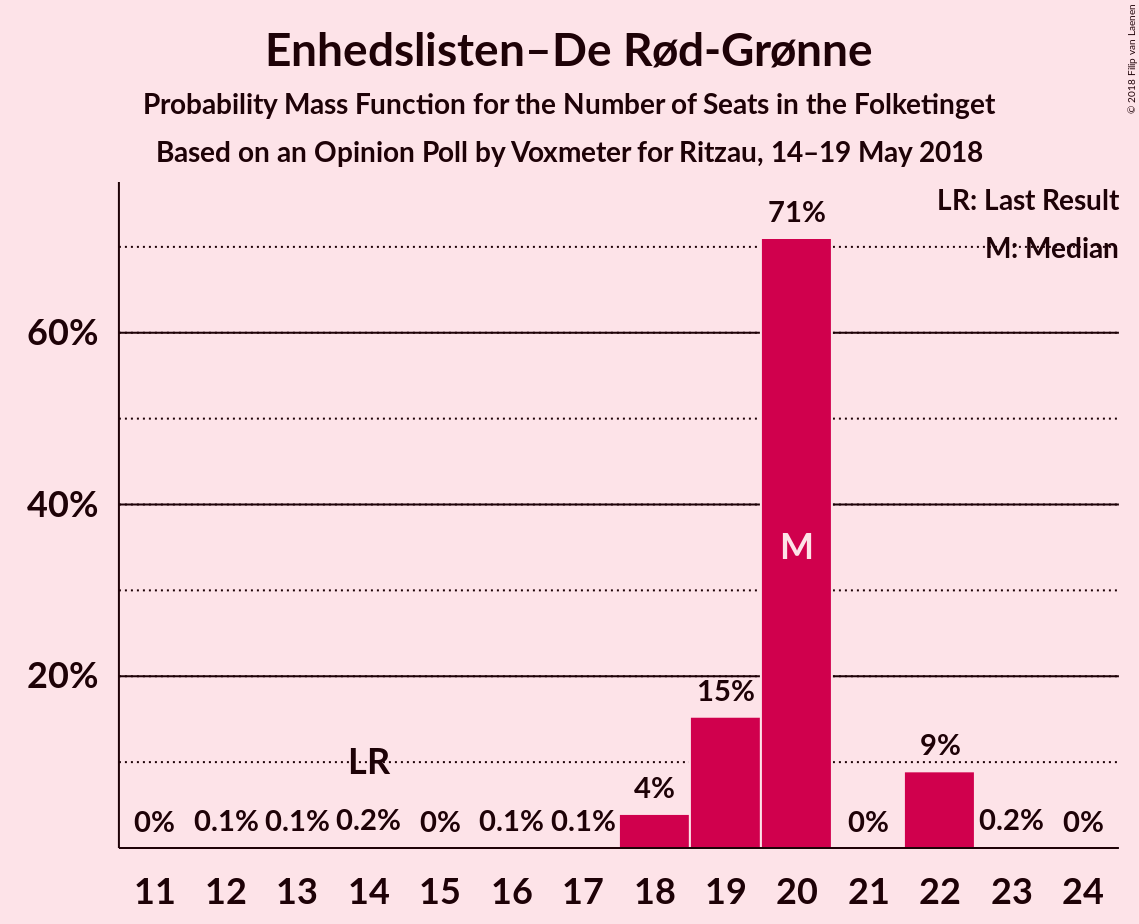 Enhedslisten–De Rød-Grønne
Probability Mass Function for the Number of Seats in the Folketinget
Based on an Opinion Poll by Voxmeter for Ritzau, 14–19 May 2018
© 2018 Filip van Laenen
LR: Last Result
M: Median
71%
60%
40%
M
20%
15%
9%
LR
4%
0% 0.1% 0.1% 0.2% 0% 0.1% 0.1% 0% 0.2% 0%
11 12 13 14 15 16 17 18 19 20 21 22 23 24